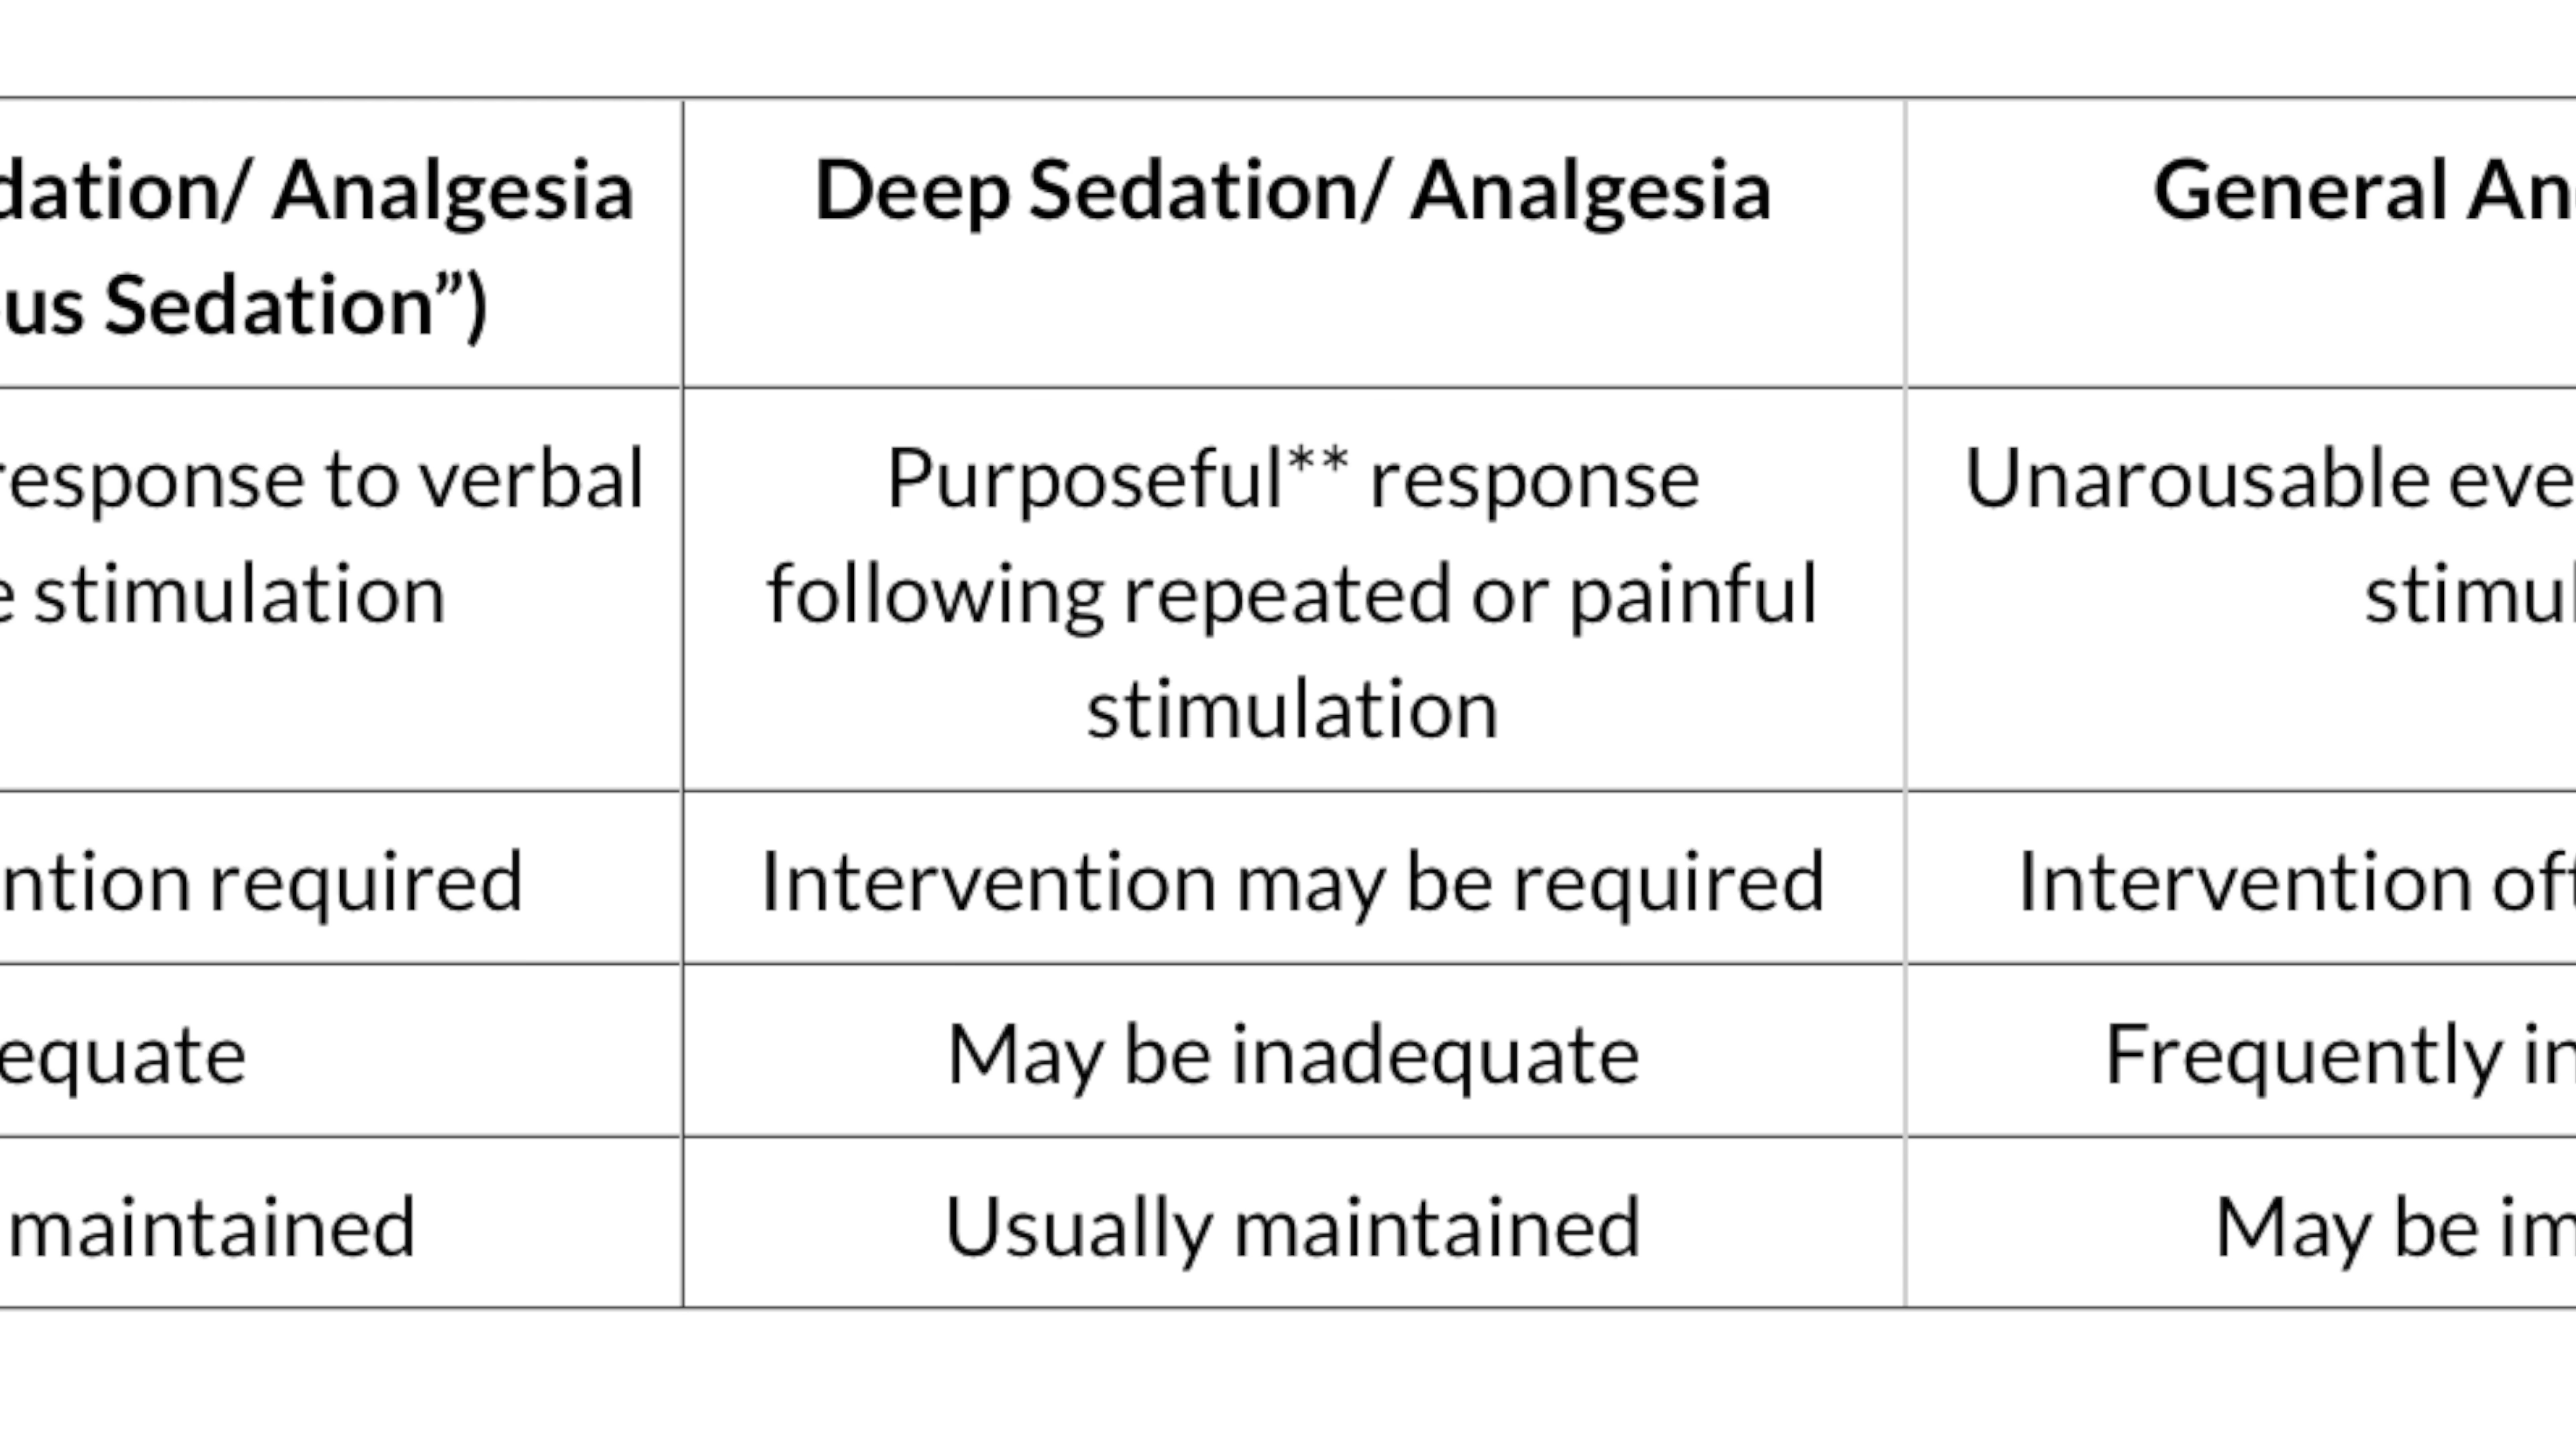 dation/ Analgesia
us Sedation”)
Deep Sedation/ Analgesia
General An
response to verbal
e stimulation
Purposeful** response
following repeated or painful
stimulation
Unarousable eve
stimul
ntion required
Intervention may be required
Intervention oft
equate
May be inadequate
Frequently in
maintained
Usually maintained
May be im